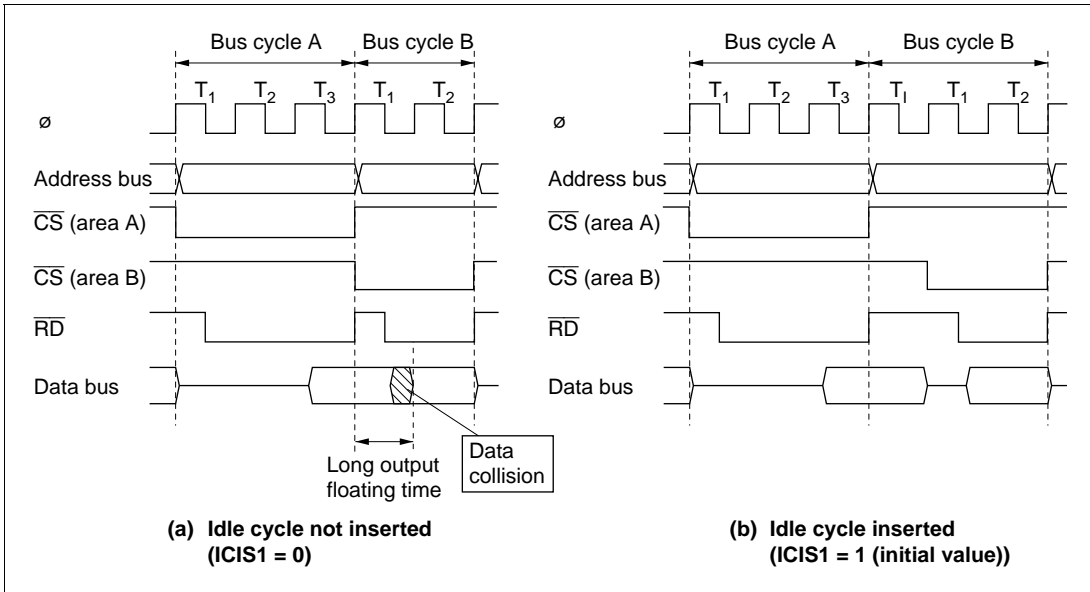 Bus cycle A Bus cycle B
T1 T2 T3 T1 T2
ø
Address bus
CS (area A)
CS (area B)
RD
Data bus
Long output
floating time
Data
collision
(a) Idle cycle not inserted
(ICIS1 = 0)
Bus cycle A Bus cycle B
T1 T2 T3 TI T1 T2
ø
Address bus
CS (area A)
CS (area B)
RD
Data bus
(b) Idle cycle inserted
(ICIS1 = 1 (initial value))